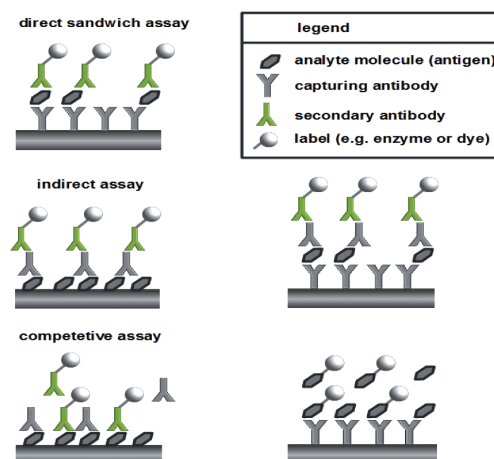 direct sandwich assay
legend
analyte molecule (antigen)
capturing antibody
secondary antibody
label (e.g. enzyme or dye)
indirect assay
competetive assay